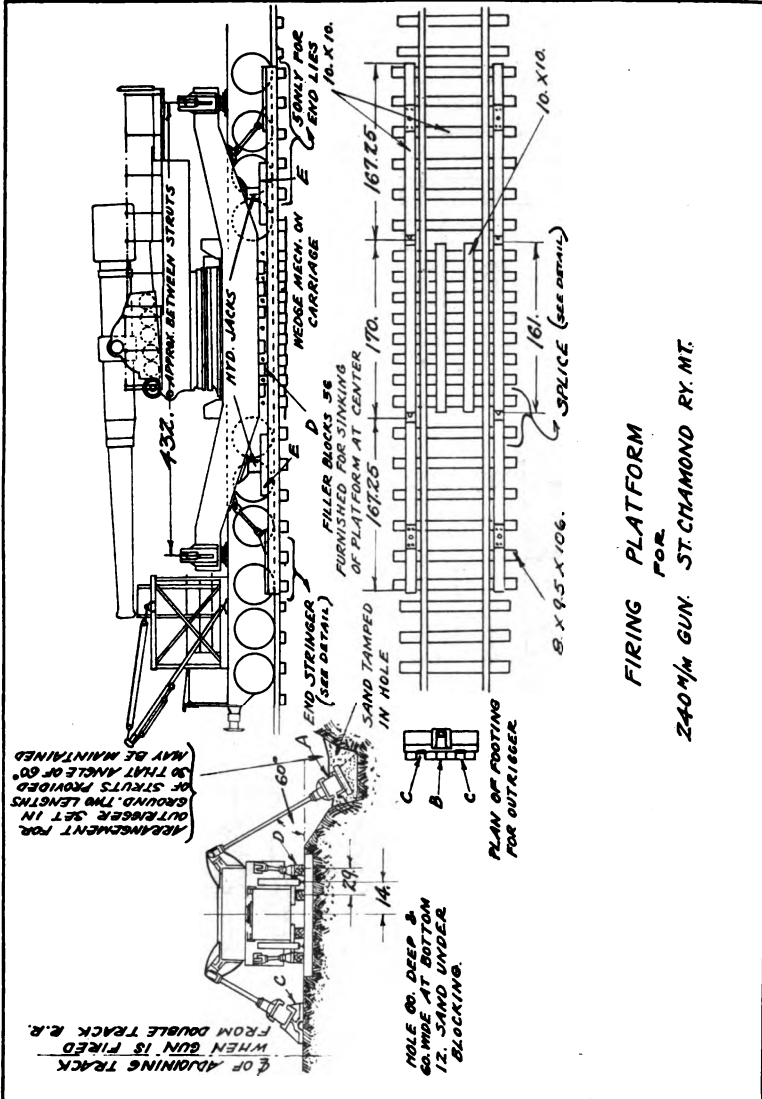 432. APPROX. BETWEEN STRUTS
HYD. JACKS
WEDGE MECH. ON
CARRIAGE
5 ONLY FOR
END LIES
10. X 10.
E
D
E
FILLER BLOCKS 56
FURNISHED FOR SINKING
OF PLATFORM AT CENTER
END STRINGER
(SEE DETAIL)
ARRANGEMENT FOR
OUTRIGGER SET IN
GROUND. TWO LENGTHS
OF STRUTS PROVIDED
SO THAT ANGLE OF 60°
MAY BE MAINTAINED
SAND TAMPED
IN HOLE
A
60°
D
29.
14.
C
℄ OF ADJOINING TRACK
WHEN GUN IS FIRED
FROM DOUBLE TRACK R.R.
HOLE 60. DEEP &
60. WIDE AT BOTTOM
12. SAND UNDER
BLOCKING.
C
B
C
PLAN OF FOOTING
FOR OUTRIGGER
167.25
170.
167.25
10. X 10.
161.
SPLICE (SEE DETAIL)
8. X 9.5 X 106.
FIRING PLATFORM
FOR
240 M/M GUN. ST. CHAMOND RY. MT.